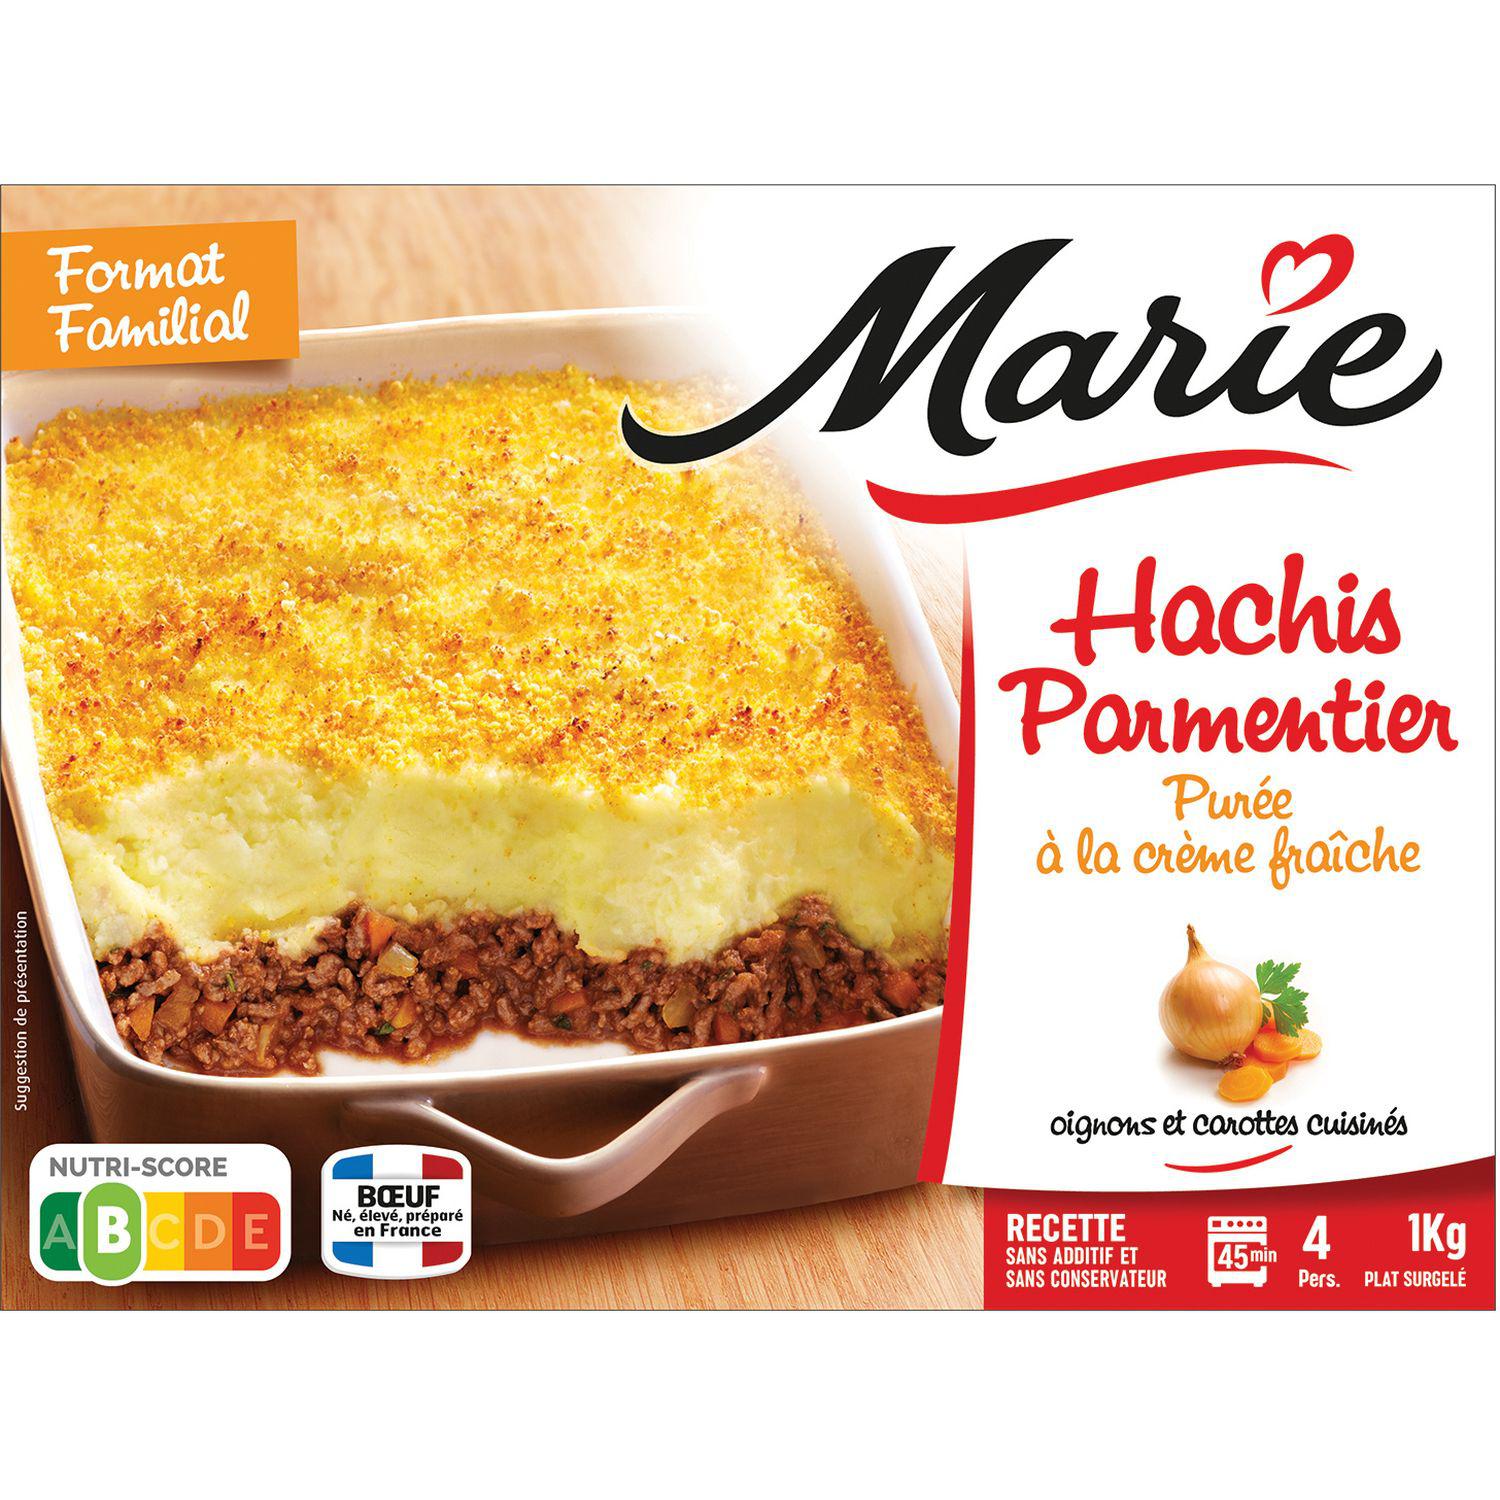 Format
Familial
Marie
Hachis
Parmentier
Purée
à la crème fraîche
oignons et carottes cuisinés
Suggestion de présentation
NUTRI-SCORE
A B C D E
BŒUF
Né, élevé, préparé
en France
RECETTE
SANS ADDITIF ET
SANS CONSERVATEUR
45min
4
Pers.
1Kg
PLAT SURGELÉ